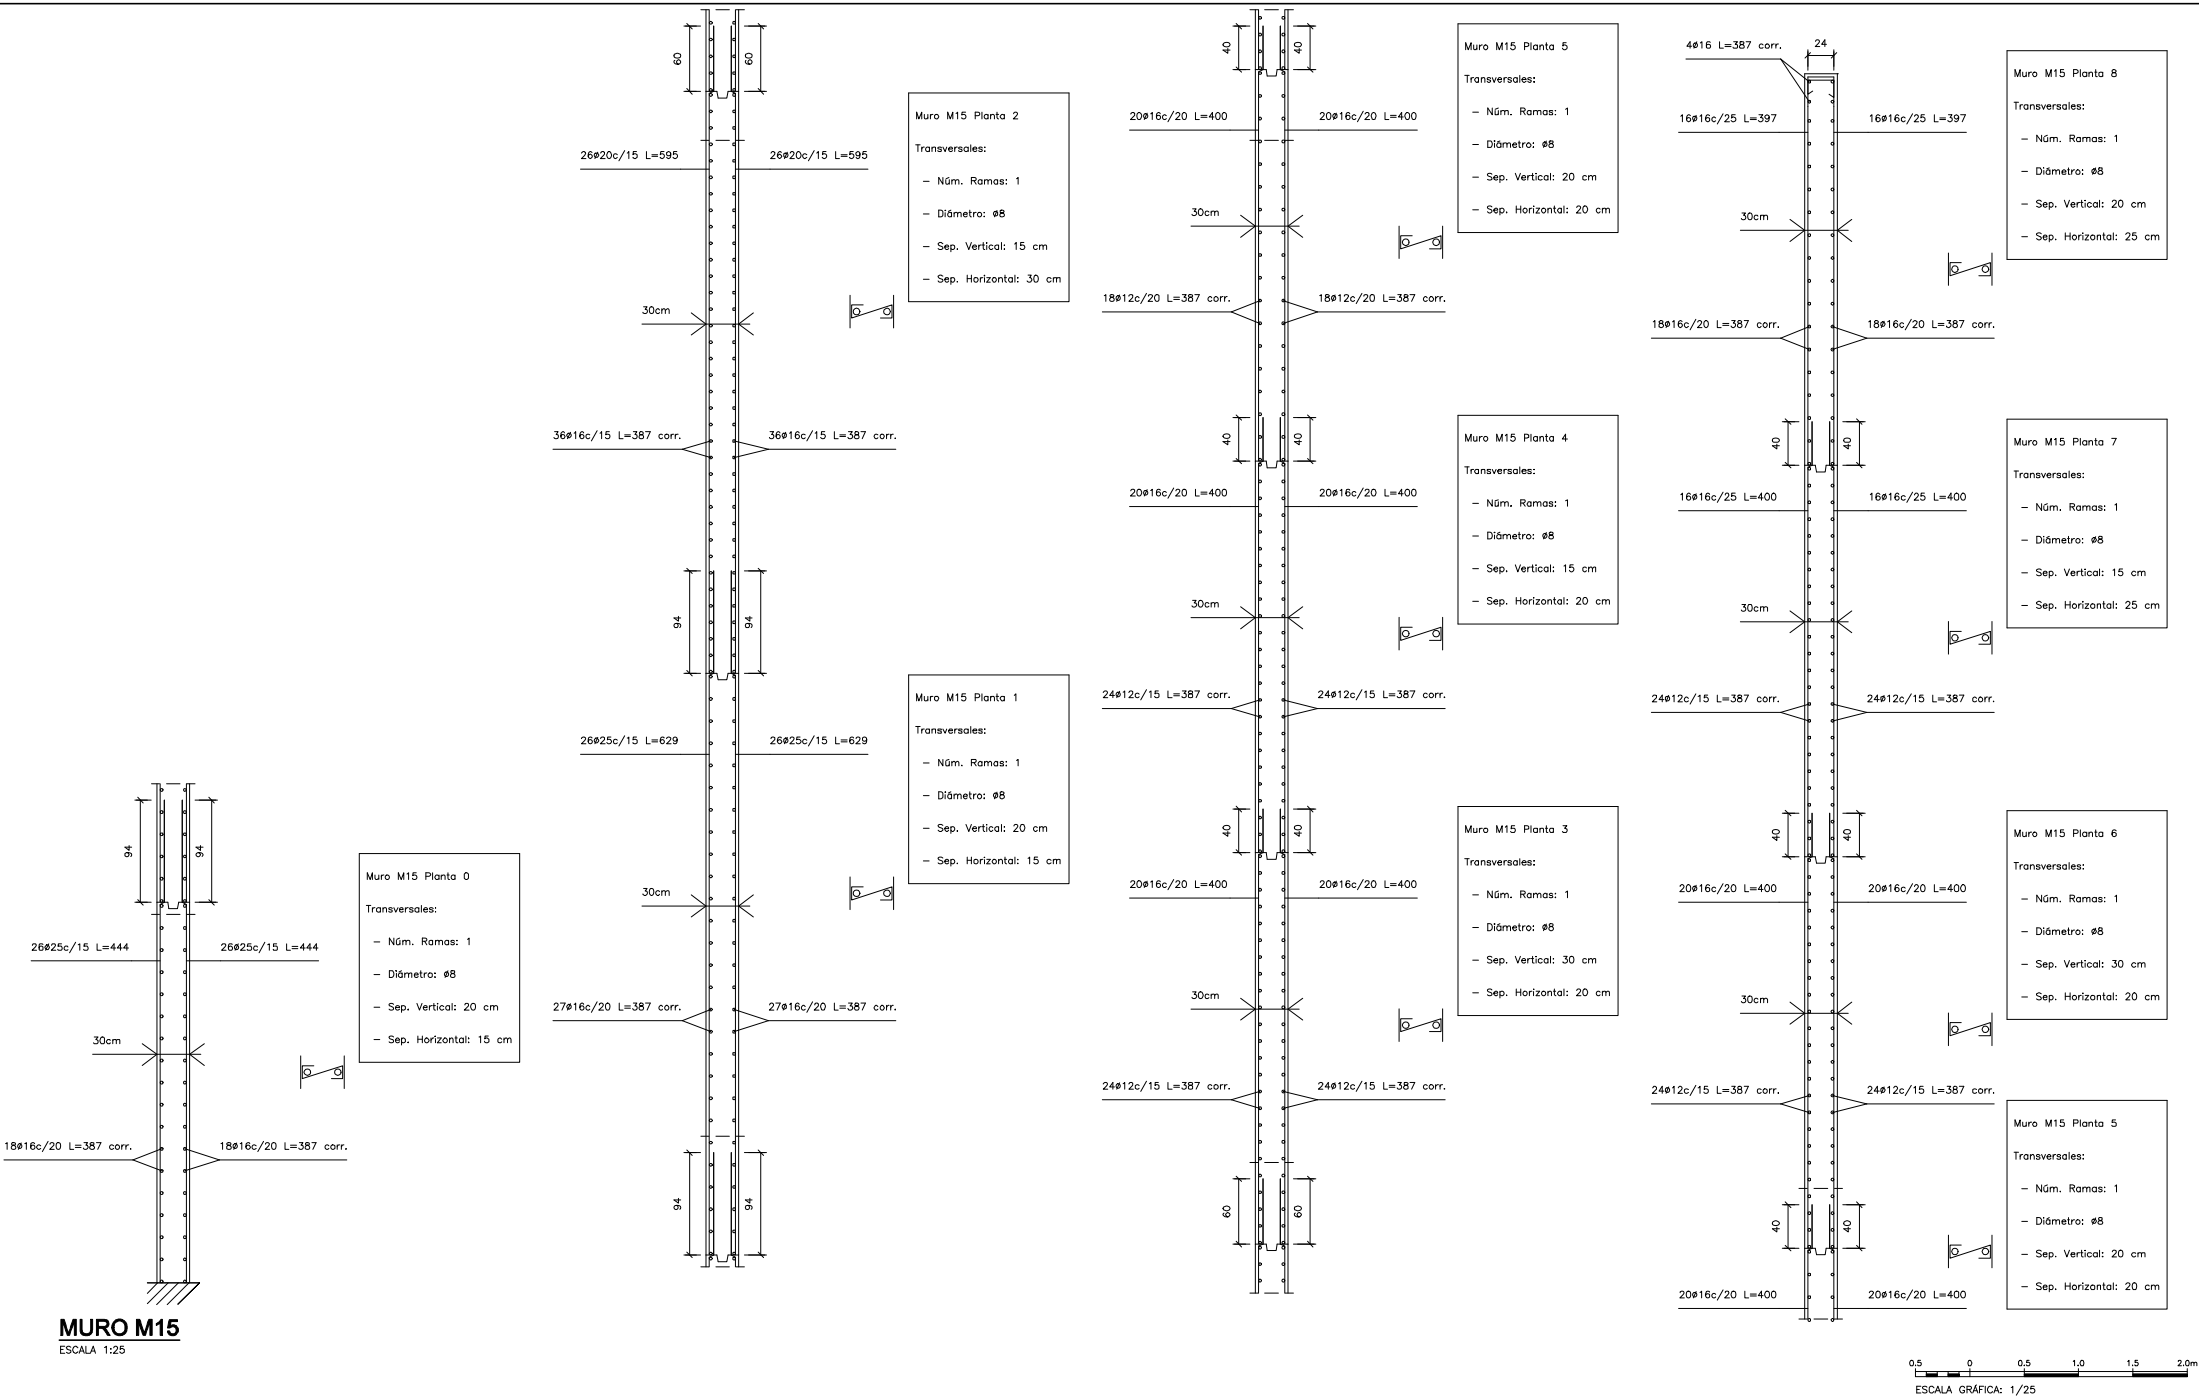 94
94
26ø25c/15 L=444
26ø25c/15 L=444
30cm
18ø16c/20 L=387 corr.
18ø16c/20 L=387 corr.
Muro M15 Planta 0
Transversales:
- Núm. Ramas: 1
- Diámetro: ø8
- Sep. Vertical: 20 cm
- Sep. Horizontal: 15 cm
MURO M15
ESCALA 1:25
60
60
26ø20c/15 L=595
26ø20c/15 L=595
30cm
36ø16c/15 L=387 corr.
36ø16c/15 L=387 corr.
Muro M15 Planta 2
Transversales:
- Núm. Ramas: 1
- Diámetro: ø8
- Sep. Vertical: 15 cm
- Sep. Horizontal: 30 cm
94
94
26ø25c/15 L=629
26ø25c/15 L=629
30cm
27ø16c/20 L=387 corr.
27ø16c/20 L=387 corr.
94
94
Muro M15 Planta 1
Transversales:
- Núm. Ramas: 1
- Diámetro: ø8
- Sep. Vertical: 20 cm
- Sep. Horizontal: 15 cm
40
40
20ø16c/20 L=400
20ø16c/20 L=400
30cm
18ø12c/20 L=387 corr.
18ø12c/20 L=387 corr.
Muro M15 Planta 5
Transversales:
- Núm. Ramas: 1
- Diámetro: ø8
- Sep. Vertical: 20 cm
- Sep. Horizontal: 20 cm
40
40
20ø16c/20 L=400
20ø16c/20 L=400
30cm
24ø12c/15 L=387 corr.
24ø12c/15 L=387 corr.
Muro M15 Planta 4
Transversales:
- Núm. Ramas: 1
- Diámetro: ø8
- Sep. Vertical: 15 cm
- Sep. Horizontal: 20 cm
40
40
20ø16c/20 L=400
20ø16c/20 L=400
30cm
24ø12c/15 L=387 corr.
24ø12c/15 L=387 corr.
60
60
Muro M15 Planta 3
Transversales:
- Núm. Ramas: 1
- Diámetro: ø8
- Sep. Vertical: 30 cm
- Sep. Horizontal: 20 cm
4ø16 L=387 corr.
24
16ø16c/25 L=397
16ø16c/25 L=397
30cm
18ø16c/20 L=387 corr.
18ø16c/20 L=387 corr.
Muro M15 Planta 8
Transversales:
- Núm. Ramas: 1
- Diámetro: ø8
- Sep. Vertical: 20 cm
- Sep. Horizontal: 25 cm
40
40
16ø16c/25 L=400
16ø16c/25 L=400
30cm
24ø12c/15 L=387 corr.
24ø12c/15 L=387 corr.
Muro M15 Planta 7
Transversales:
- Núm. Ramas: 1
- Diámetro: ø8
- Sep. Vertical: 15 cm
- Sep. Horizontal: 25 cm
40
40
20ø16c/20 L=400
20ø16c/20 L=400
30cm
24ø12c/15 L=387 corr.
24ø12c/15 L=387 corr.
Muro M15 Planta 6
Transversales:
- Núm. Ramas: 1
- Diámetro: ø8
- Sep. Vertical: 30 cm
- Sep. Horizontal: 20 cm
40
40
20ø16c/20 L=400
20ø16c/20 L=400
Muro M15 Planta 5
Transversales:
- Núm. Ramas: 1
- Diámetro: ø8
- Sep. Vertical: 20 cm
- Sep. Horizontal: 20 cm
0.5 0 0.5 1.0 1.5 2.0m
ESCALA GRÁFICA: 1/25